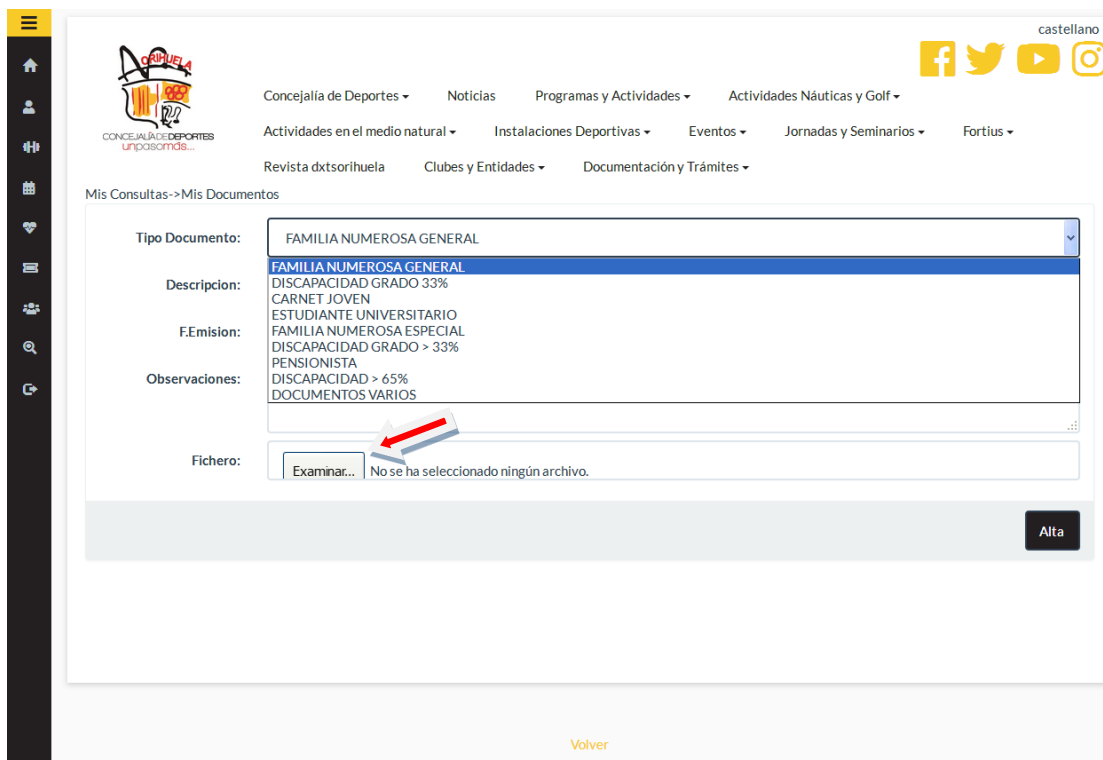 castellano
ORIHUELA
CONCEJALÍADEDEPORTES
unpasomás...
Concejalía de Deportes
Noticias
Programas y Actividades
Actividades Náuticas y Golf
Actividades en el medio natural
Instalaciones Deportivas
Eventos
Jornadas y Seminarios
Fortius
Revista dxtsorihuela
Clubes y Entidades
Documentación y Trámites
Mis Consultas->Mis Documentos
Tipo Documento:
FAMILIA NUMEROSA GENERAL
FAMILIA NUMEROSA GENERAL
DISCAPACIDAD GRADO 33%
CARNET JOVEN
ESTUDIANTE UNIVERSITARIO
FAMILIA NUMEROSA ESPECIAL
DISCAPACIDAD GRADO > 33%
PENSIONISTA
DISCAPACIDAD > 65%
DOCUMENTOS VARIOS
Descripcion:
F.Emision:
Observaciones:
Fichero:
Examinar...
No se ha seleccionado ningún archivo.
Alta
Volver